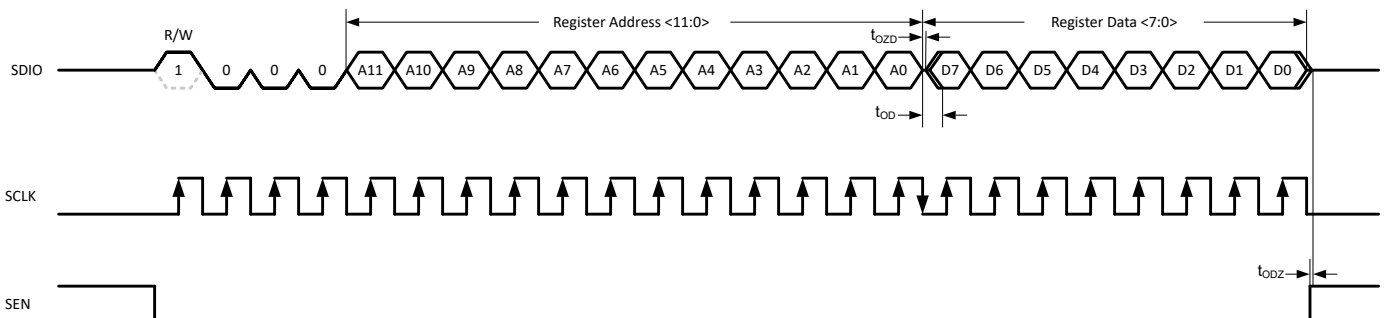 Register Address <11:0>
Register Data <7:0>
R/W
tOZD
SDIO
1 0 0 0 A11 A10 A9 A8 A7 A6 A5 A4 A3 A2 A1 A0 D7 D6 D5 D4 D3 D2 D1 D0
tOD
SCLK
tODZ
SEN